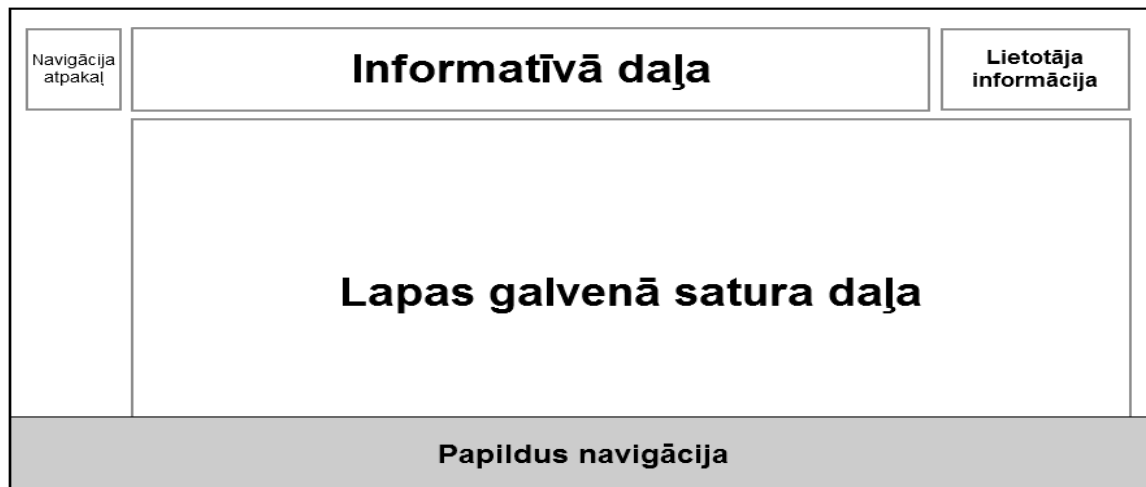 Navigācija
atpakaļ
Informatīvā daļa
Lietotāja
informācija
Lapas galvenā satura daļa
Papildus navigācija